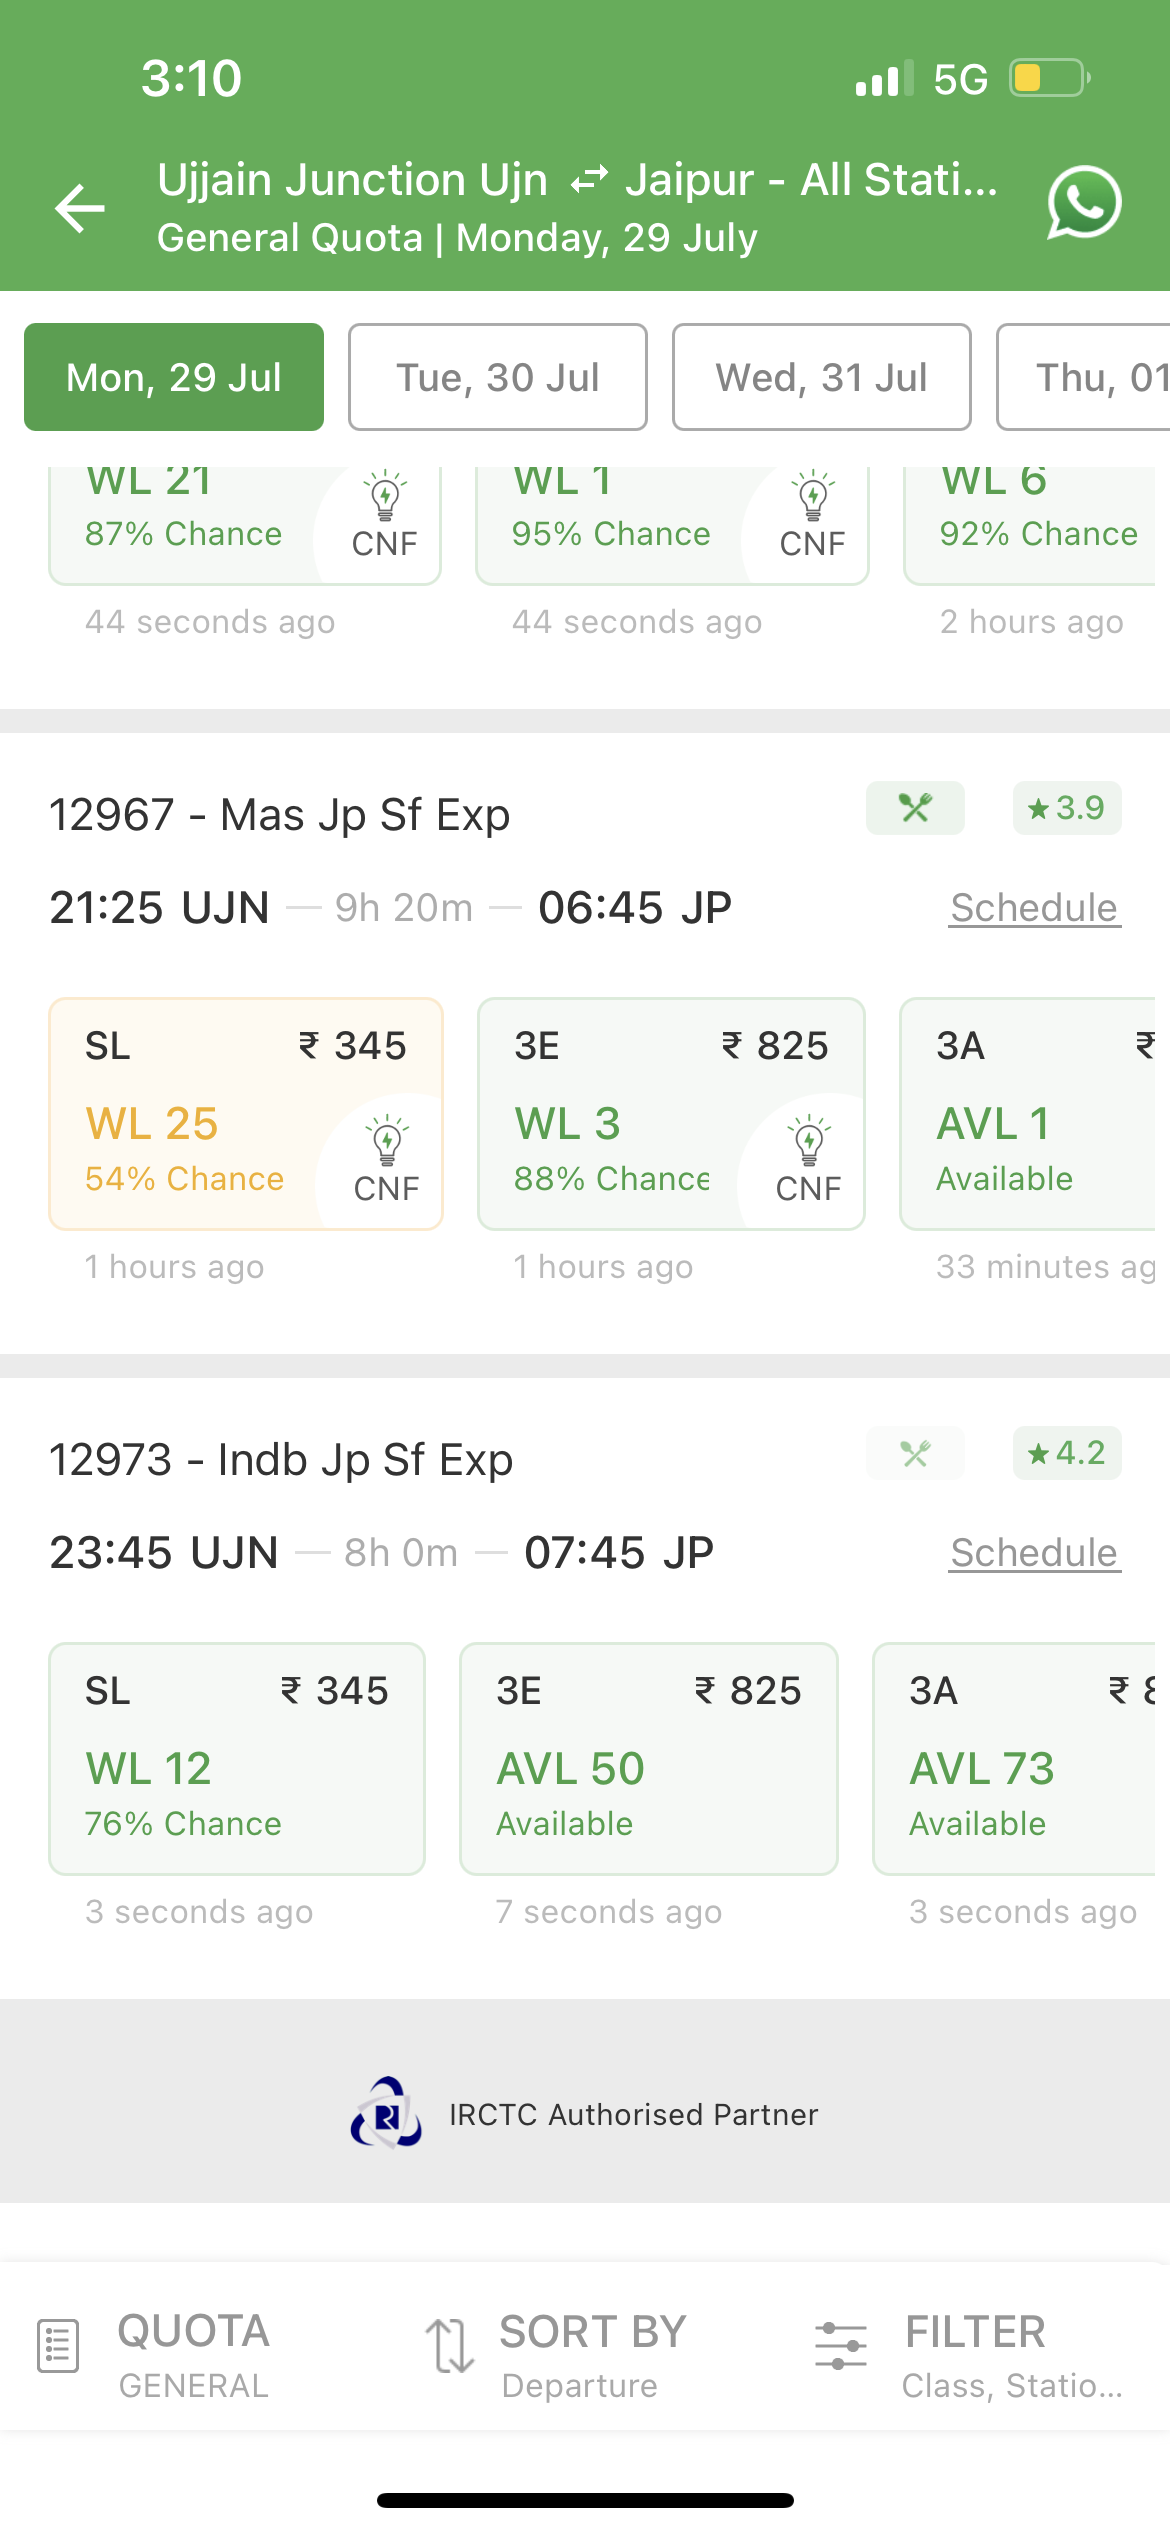 3:10
5G
Ujjain Junction Ujn ⇄ Jaipur - All Stati...
General Quota | Monday, 29 July
Mon, 29 Jul
Tue, 30 Jul
Wed, 31 Jul
Thu, 01
WL 21
87% Chance
CNF
44 seconds ago
WL 1
95% Chance
CNF
44 seconds ago
WL 6
92% Chance
2 hours ago
12967 - Mas Jp Sf Exp
★3.9
21:25 UJN — 9h 20m — 06:45 JP
Schedule
SL ₹ 345
WL 25
54% Chance
CNF
1 hours ago
3E ₹ 825
WL 3
88% Chance
CNF
1 hours ago
3A ₹
AVL 1
Available
33 minutes ag
12973 - Indb Jp Sf Exp
★4.2
23:45 UJN — 8h 0m — 07:45 JP
Schedule
SL ₹ 345
WL 12
76% Chance
3 seconds ago
3E ₹ 825
AVL 50
Available
7 seconds ago
3A ₹ 8
AVL 73
Available
3 seconds ago
IRCTC Authorised Partner
QUOTA
GENERAL
SORT BY
Departure
FILTER
Class, Statio...